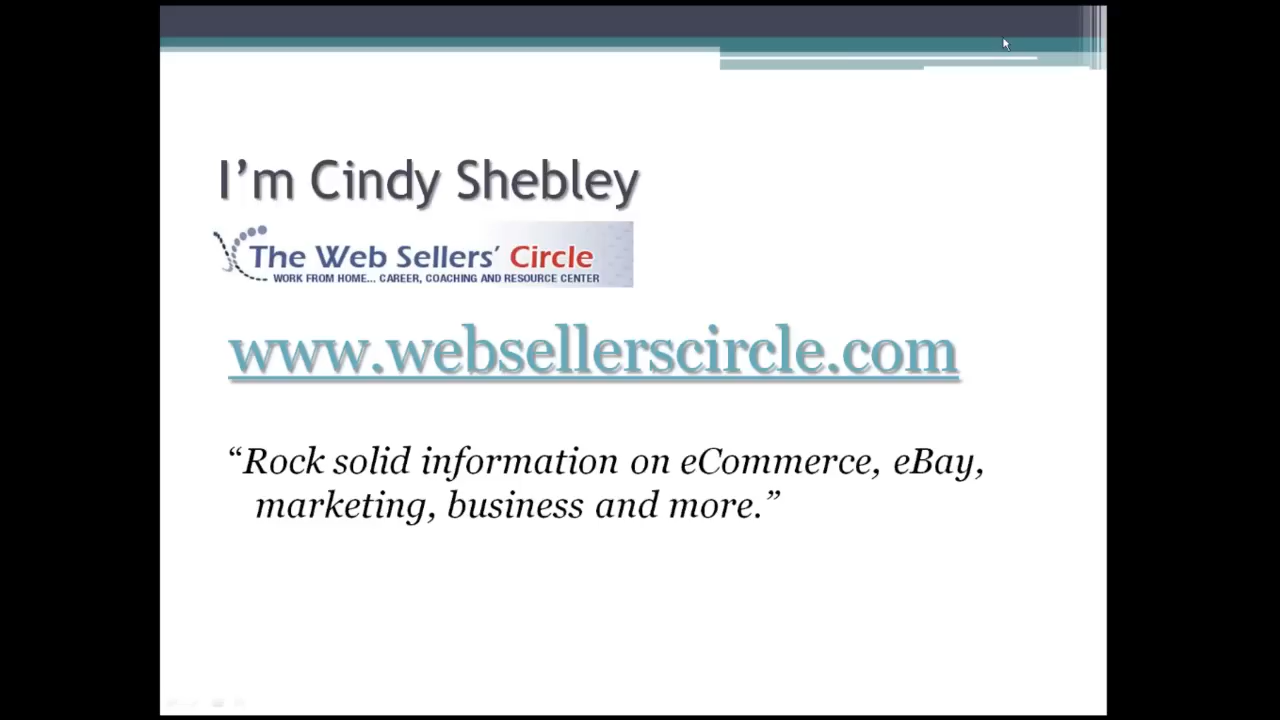 I’m Cindy Shebley
The Web Sellers’ Circle
WORK FROM HOME... CAREER, COACHING AND RESOURCE CENTER
www.websellerscircle.com
“Rock solid information on eCommerce, eBay,
marketing, business and more.”